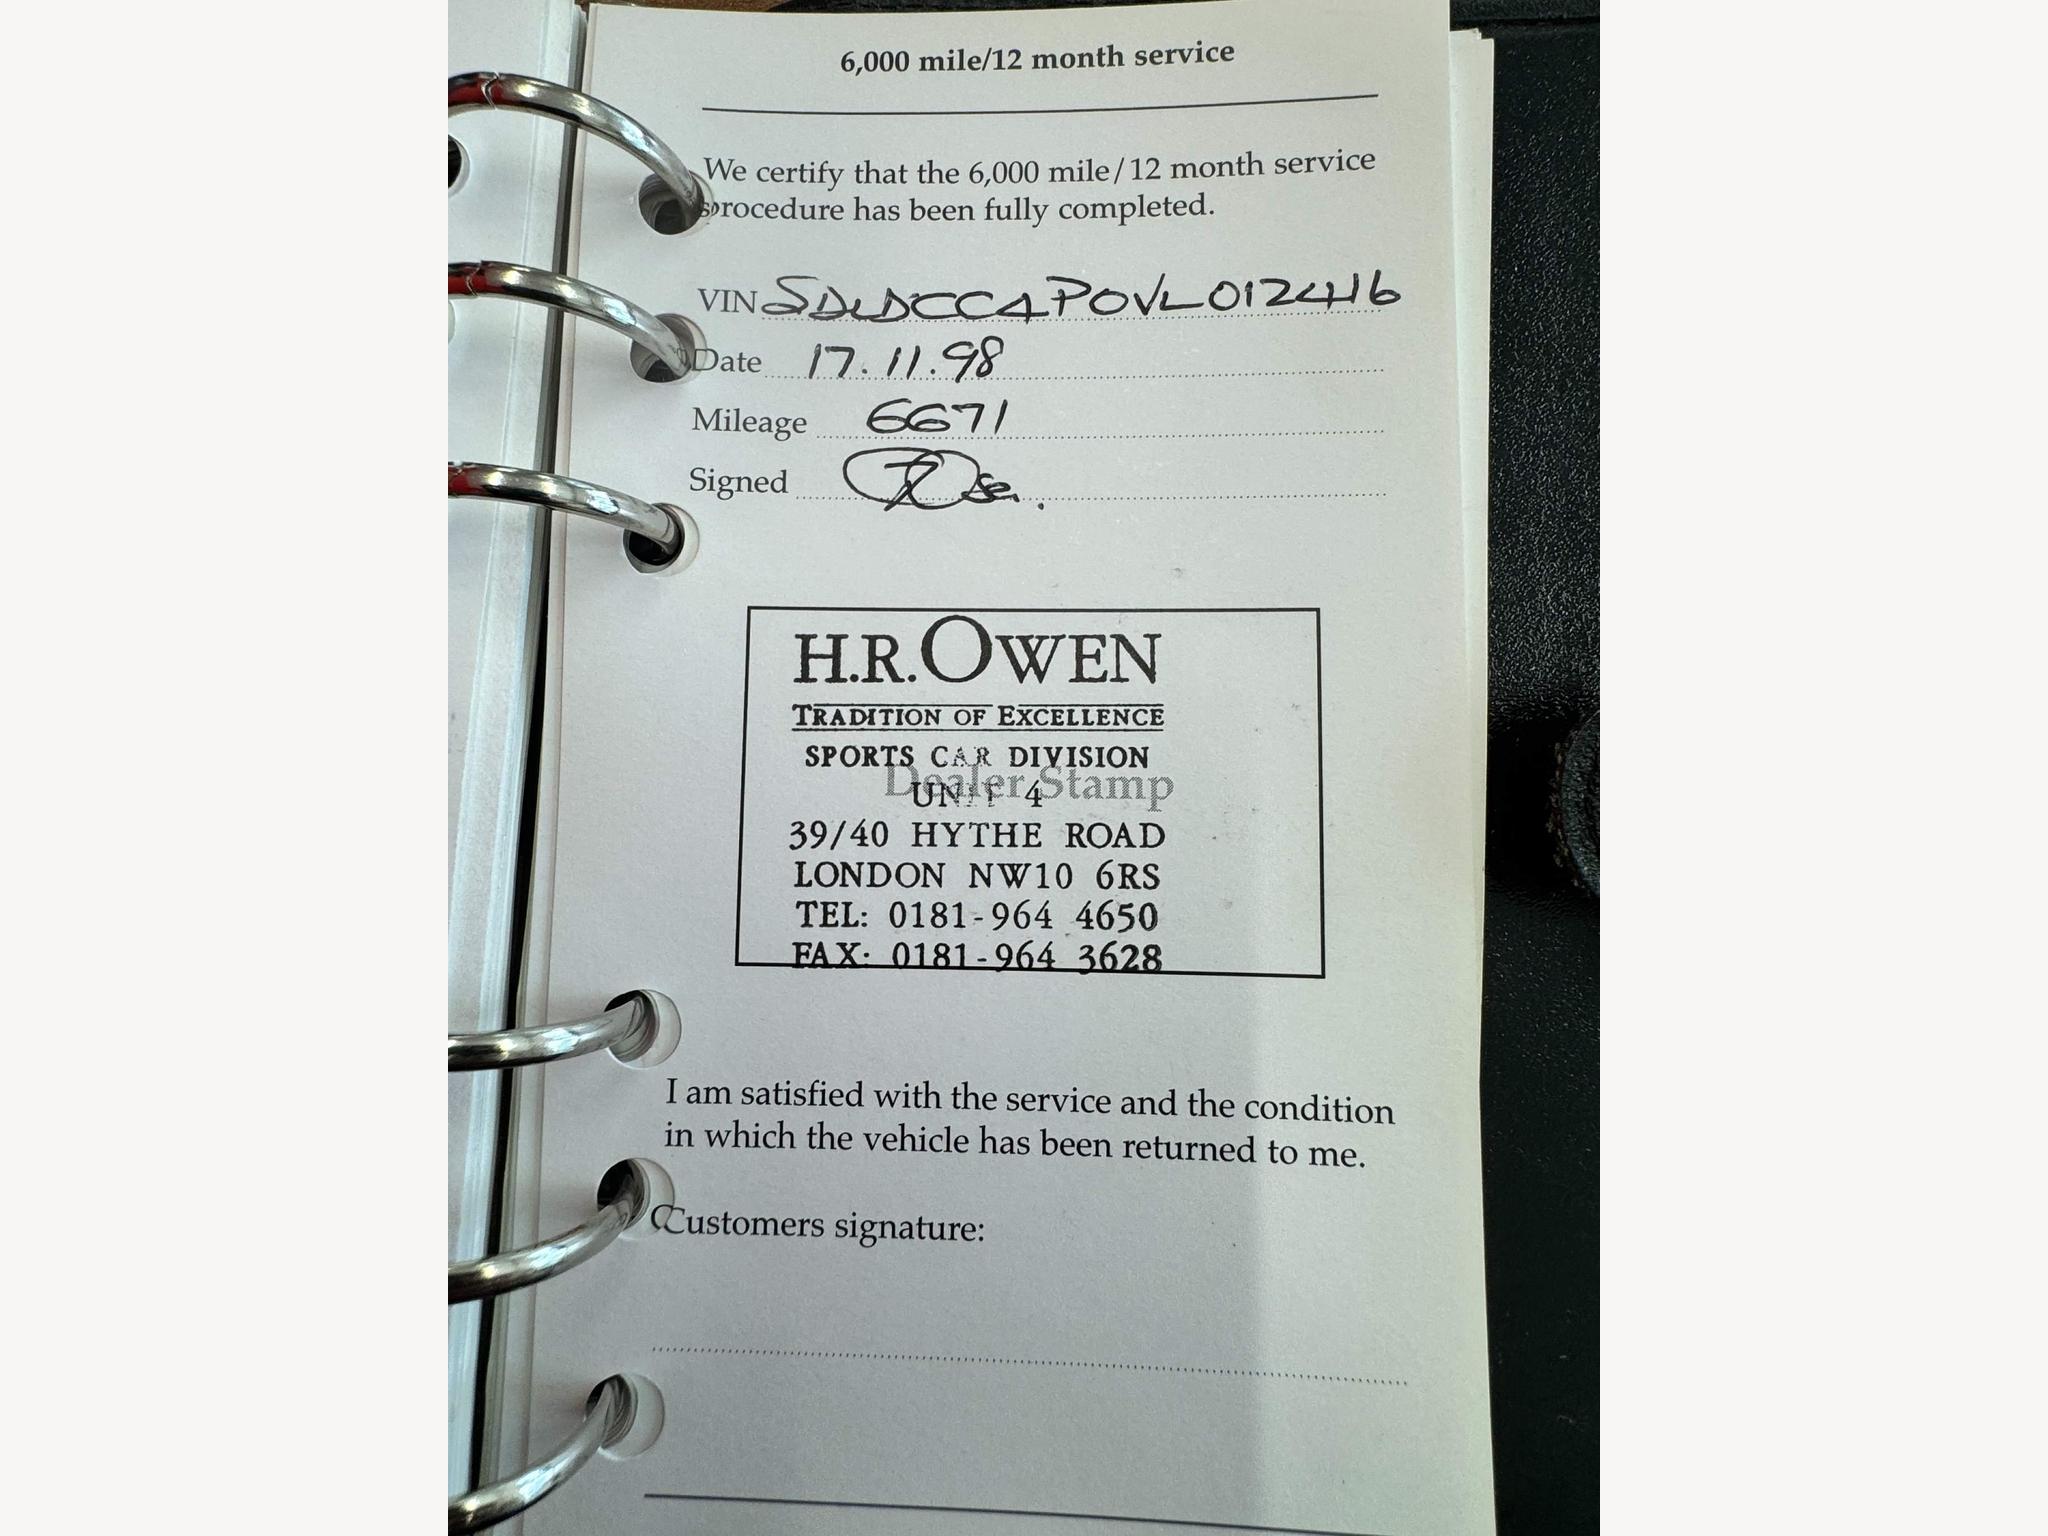 6,000 mile/12 month service
We certify that the 6,000 mile/12 month service
procedure has been fully completed.
VIN SDLDCC4P0VL012416
Date 17.11.98
Mileage 6671
Signed
H.R.OWEN
TRADITION OF EXCELLENCE
SPORTS CAR DIVISION
Dealer Stamp
UNIT 4
39/40 HYTHE ROAD
LONDON NW10 6RS
TEL: 0181-964 4650
FAX: 0181-964 3628
I am satisfied with the service and the condition
in which the vehicle has been returned to me.
Customers signature: